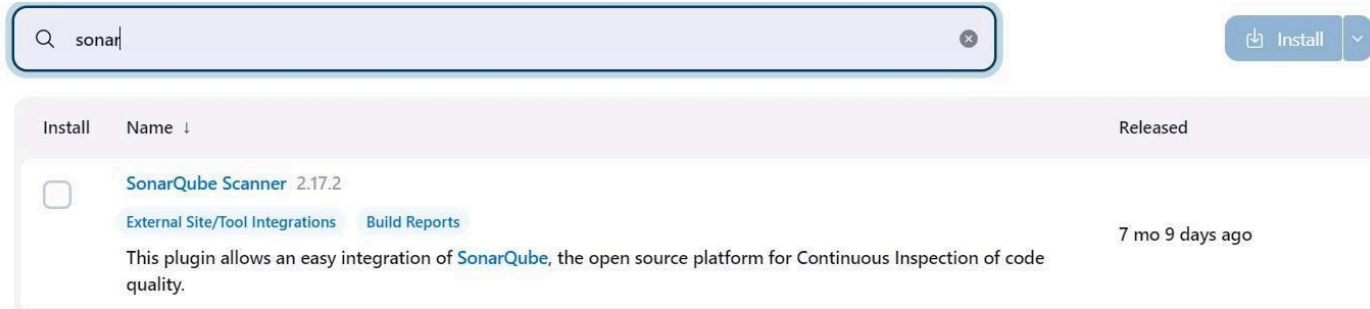 sonar
Install
Install Name ↓ Released
SonarQube Scanner 2.17.2
External Site/Tool Integrations Build Reports
7 mo 9 days ago
This plugin allows an easy integration of SonarQube, the open source platform for Continuous Inspection of code
quality.